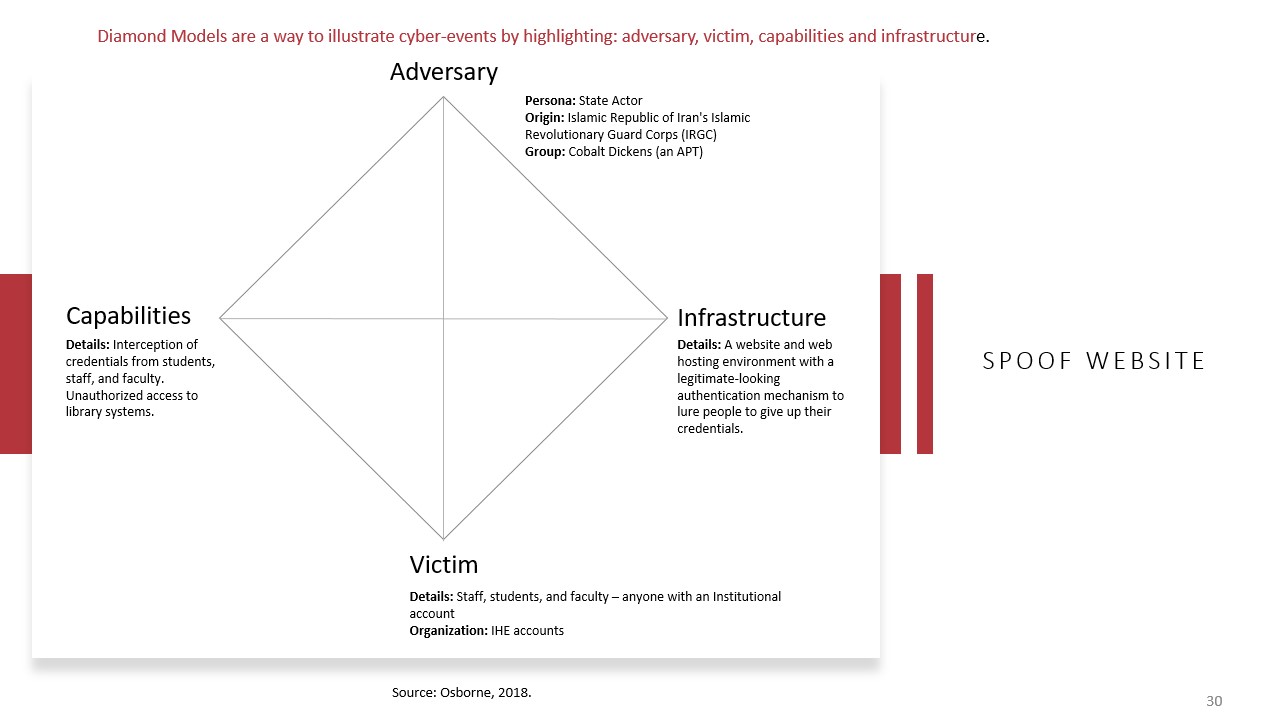 Diamond Models are a way to illustrate cyber-events by highlighting: adversary, victim, capabilities and infrastructure.
Adversary
Persona: State Actor
Origin: Islamic Republic of Iran's Islamic
Revolutionary Guard Corps (IRGC)
Group: Cobalt Dickens (an APT)
Capabilities
Details: Interception of
credentials from students,
staff, and faculty.
Unauthorized access to
library systems.
Infrastructure
Details: A website and web
hosting environment with a
legitimate-looking
authentication mechanism to
lure people to give up their
credentials.
SPOOF WEBSITE
Victim
Details: Staff, students, and faculty – anyone with an Institutional
account
Organization: IHE accounts
Source: Osborne, 2018.
30